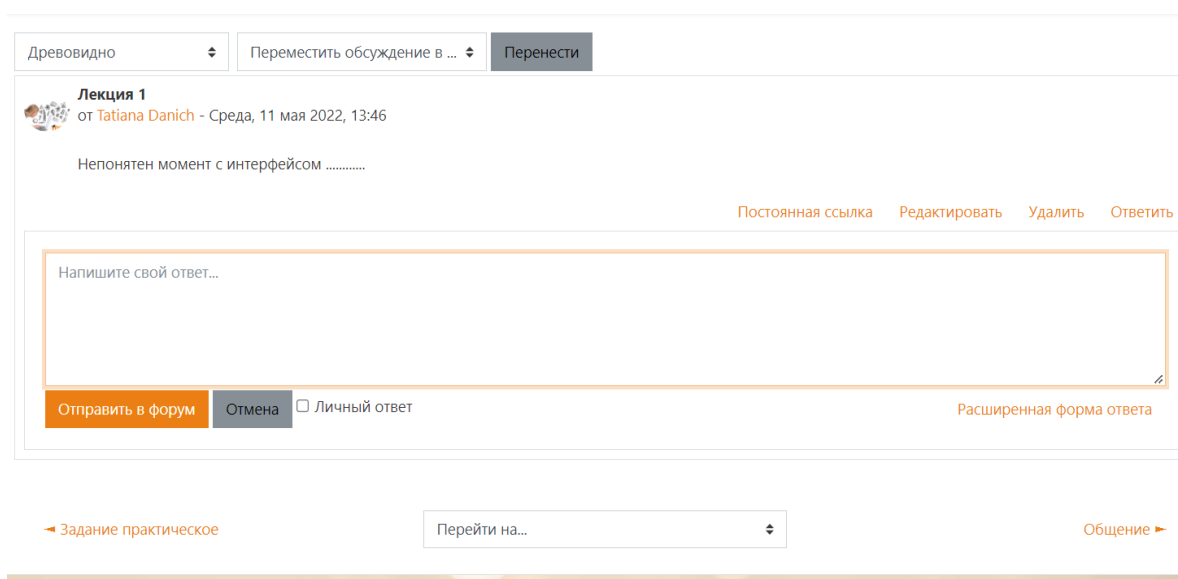 Древовидно Переместить обсуждение в ... Перенести
Лекция 1
от Tatiana Danich - Среда, 11 мая 2022, 13:46
Непонятен момент с интерфейсом ............
Постоянная ссылка Редактировать Удалить Ответить
Напишите свой ответ...
Отправить в форум Отмена Личный ответ Расширенная форма ответа
◄ Задание практическое Перейти на... Общение ►